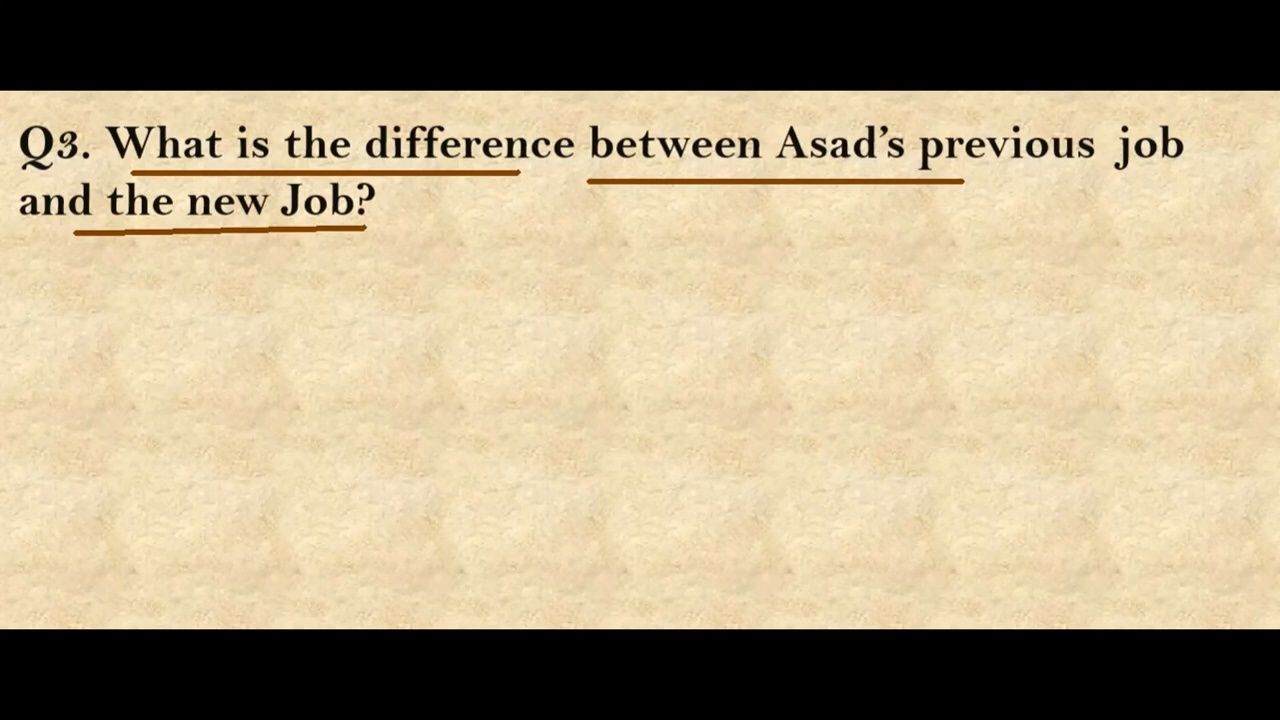 Q3. What is the difference between Asad’s previous job
and the new Job?